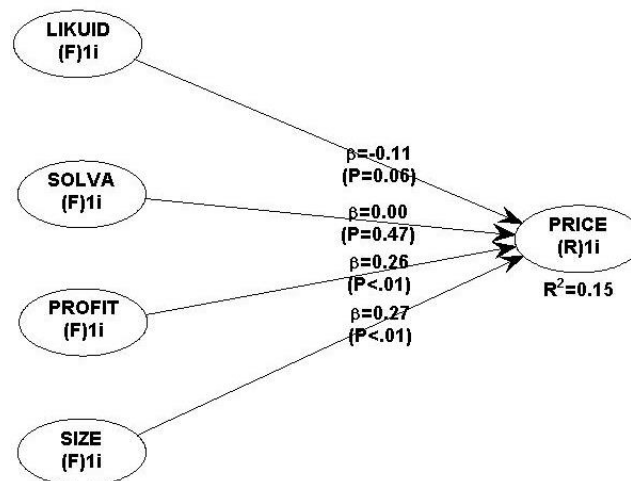 LIKUID
(F)1i
β=-0.11
(P=0.06)
SOLVA
(F)1i
β=0.00
(P=0.47)
PRICE
(R)1i
R²=0.15
β=0.26
(P<.01)
PROFIT
(F)1i
β=0.27
(P<.01)
SIZE
(F)1i